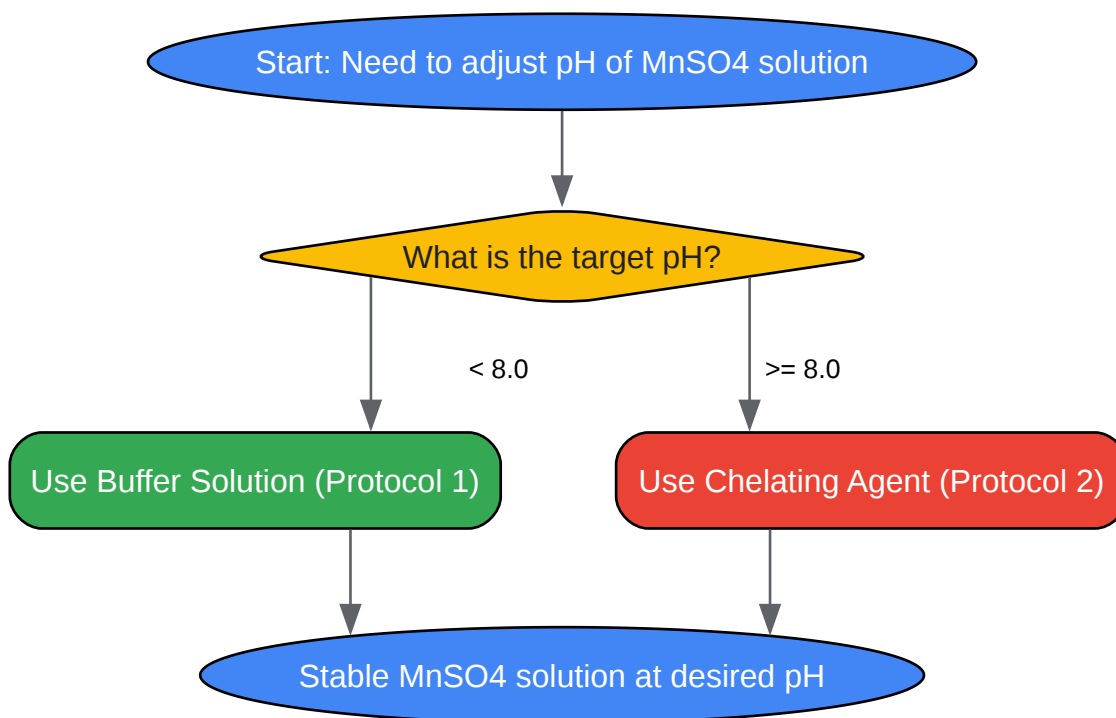 Start: Need to adjust pH of MnSO4 solution
What is the target pH?
< 8.0
>= 8.0
Use Buffer Solution (Protocol 1)
Use Chelating Agent (Protocol 2)
Stable MnSO4 solution at desired pH